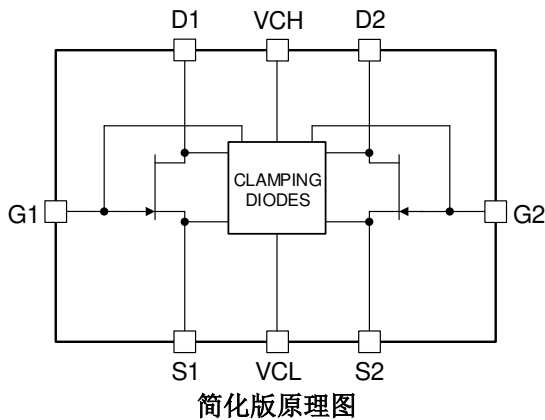 D1 VCH D2
CLAMPING
DIODES
G1 G2
S1 VCL S2
简化版原理图